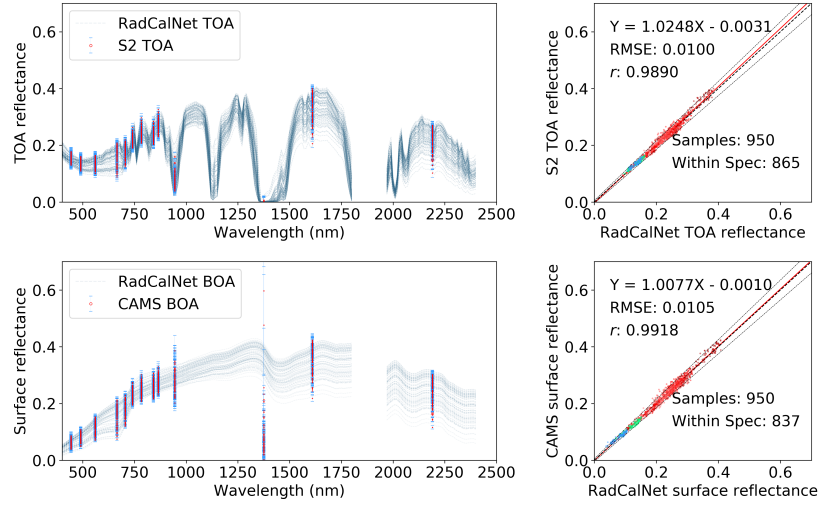 RadCalNet TOA
S2 TOA
TOA reflectance
0.0
0.2
0.4
0.6
500
750
1000
1250
1500
1750
2000
2250
2500
Wavelength (nm)
Y = 1.0248X - 0.0031
RMSE: 0.0100
r: 0.9890
Samples: 950
Within Spec: 865
S2 TOA reflectance
0.0
0.2
0.4
0.6
0.0
0.2
0.4
0.6
RadCalNet TOA reflectance
RadCalNet BOA
CAMS BOA
Surface reflectance
0.0
0.2
0.4
0.6
500
750
1000
1250
1500
1750
2000
2250
2500
Wavelength (nm)
Y = 1.0077X - 0.0010
RMSE: 0.0105
r: 0.9918
Samples: 950
Within Spec: 837
CAMS surface reflectance
0.0
0.2
0.4
0.6
0.0
0.2
0.4
0.6
RadCalNet surface reflectance